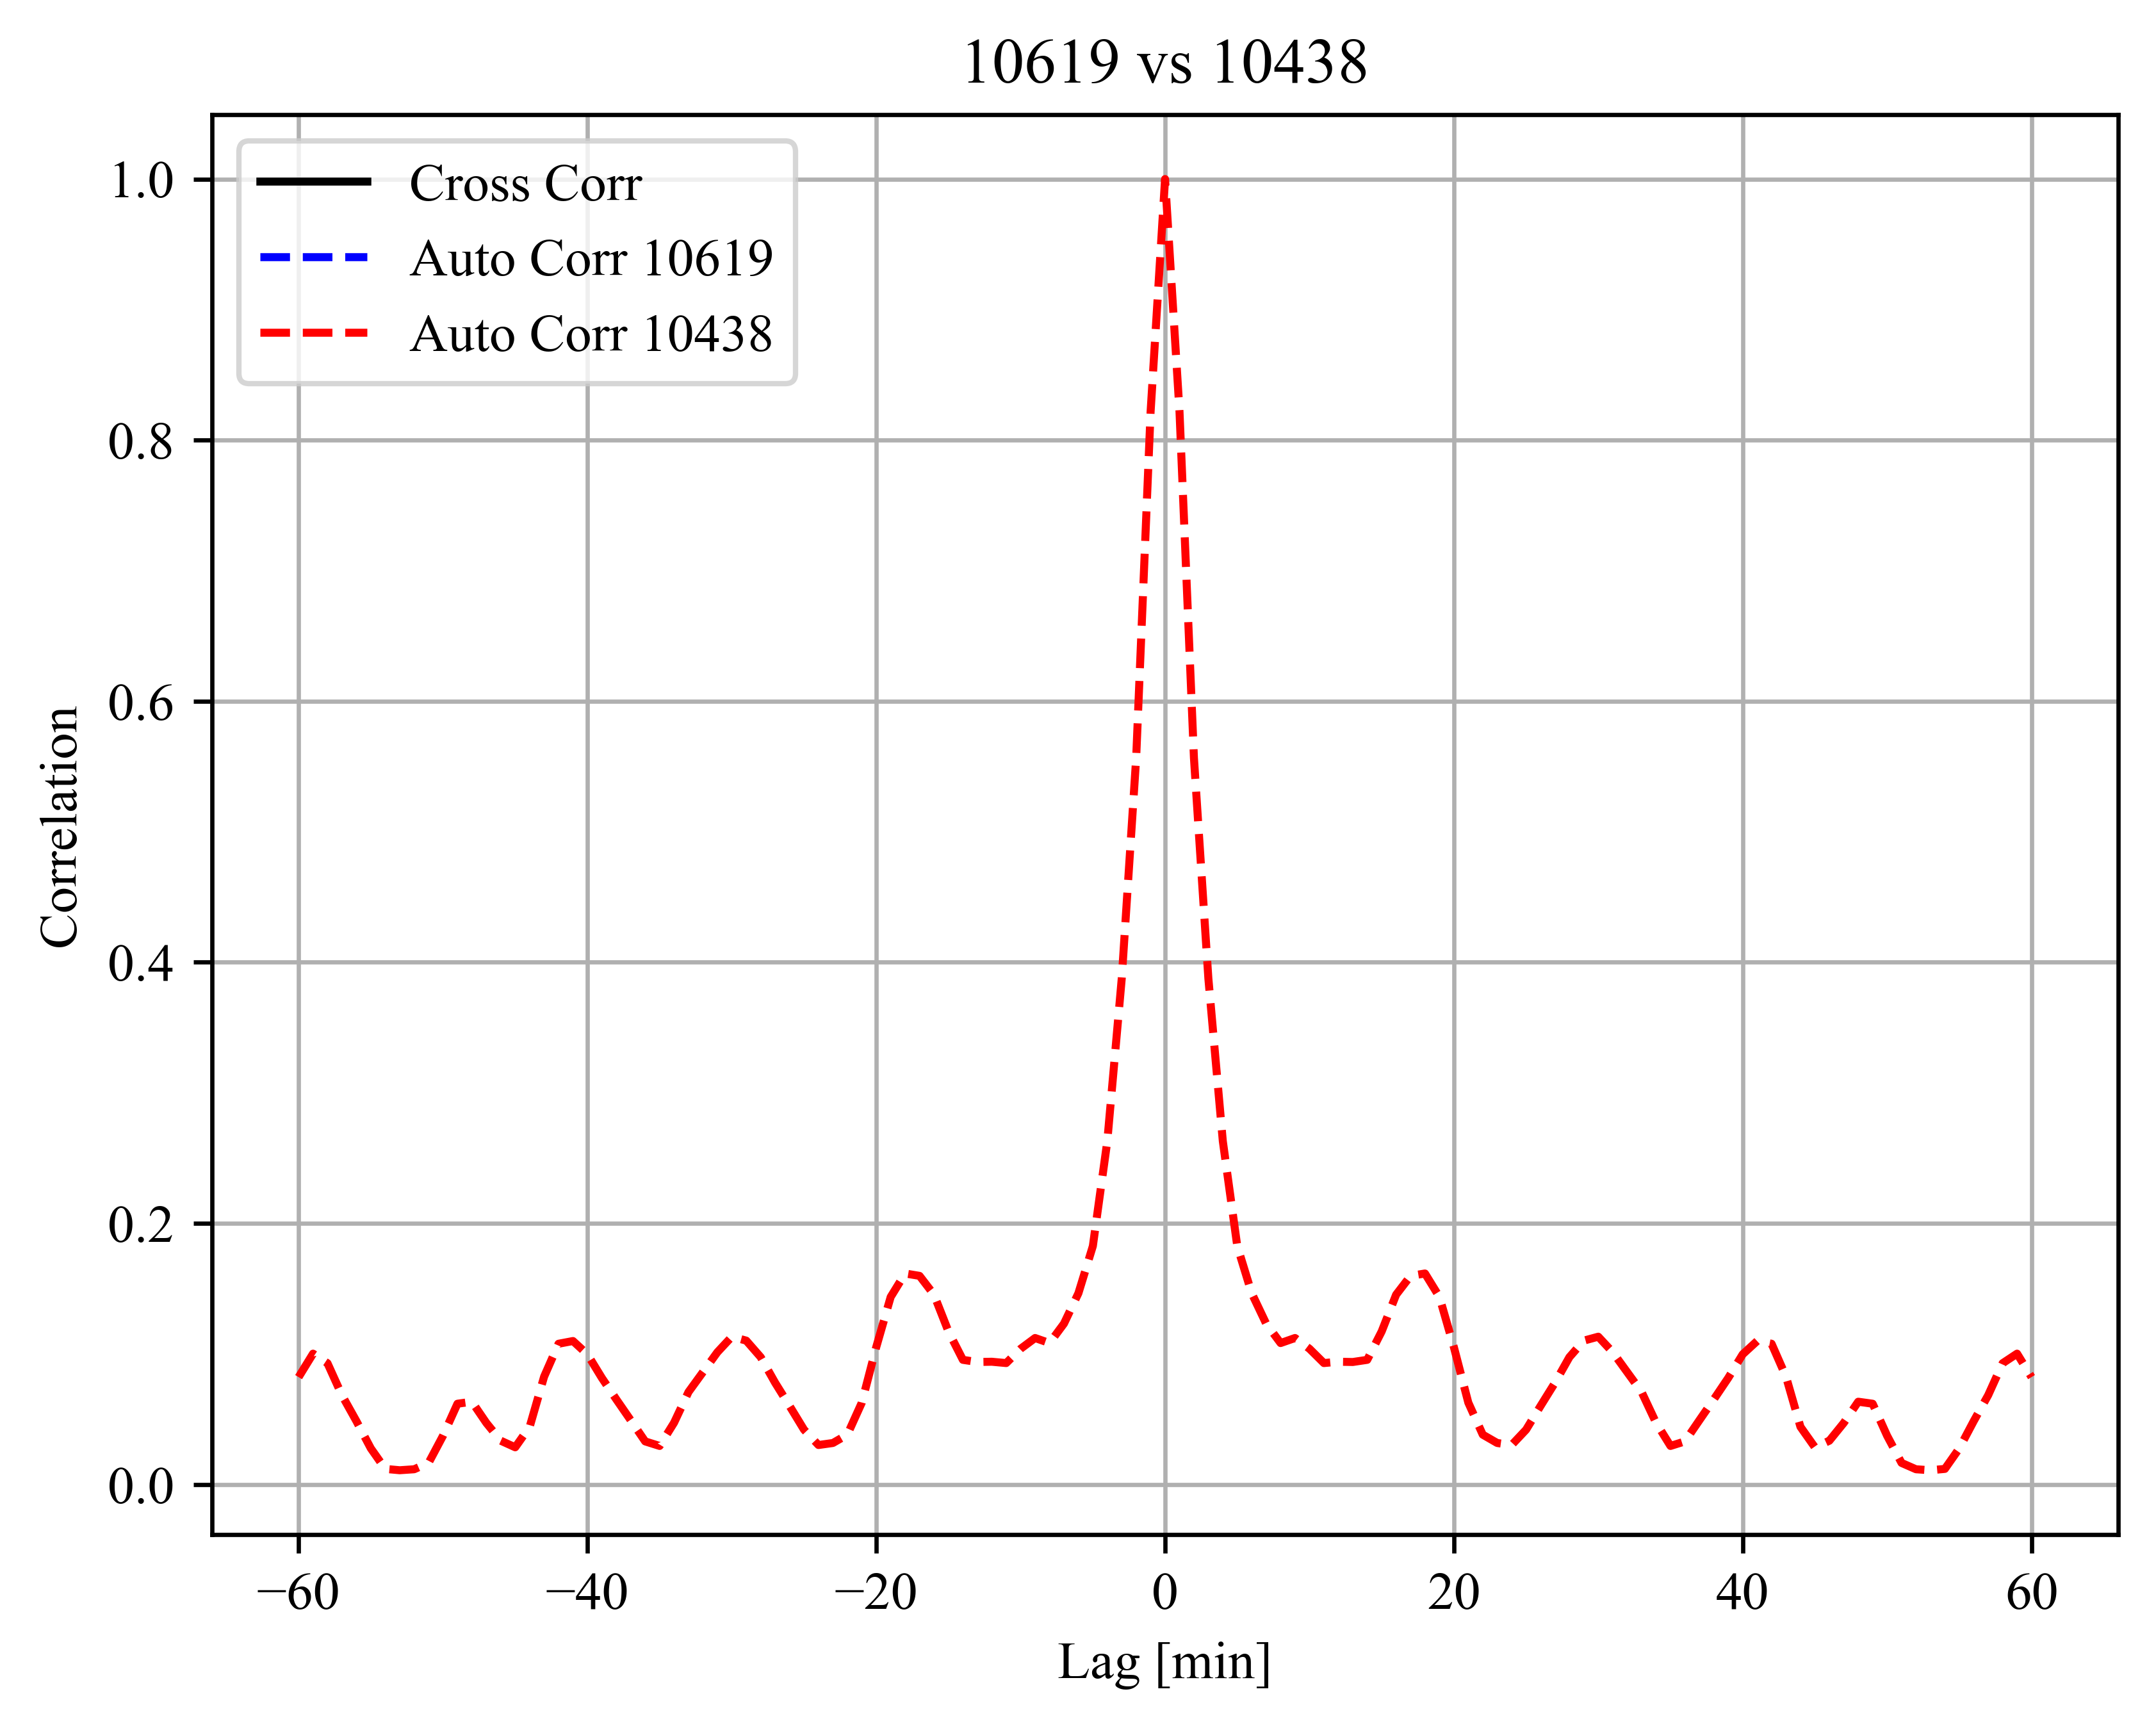 10619 vs 10438
Cross Corr
Auto Corr 10619
Auto Corr 10438
1.0
0.8
0.6
0.4
0.2
0.0
Correlation
−60 −40 −20 0 20 40 60
Lag [min]